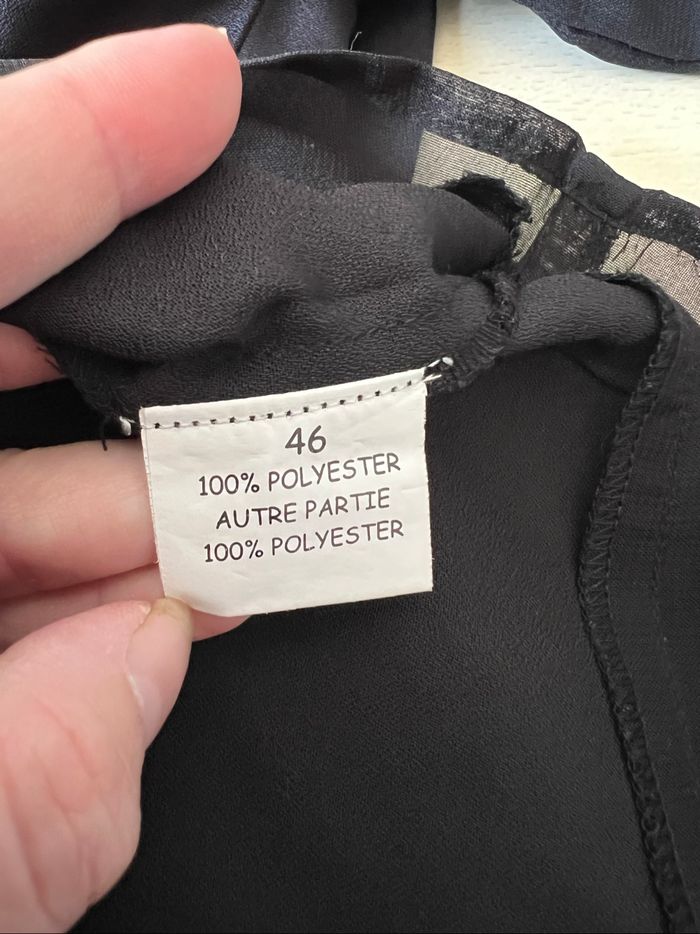 46
100% POLYESTER
AUTRE PARTIE
100% POLYESTER